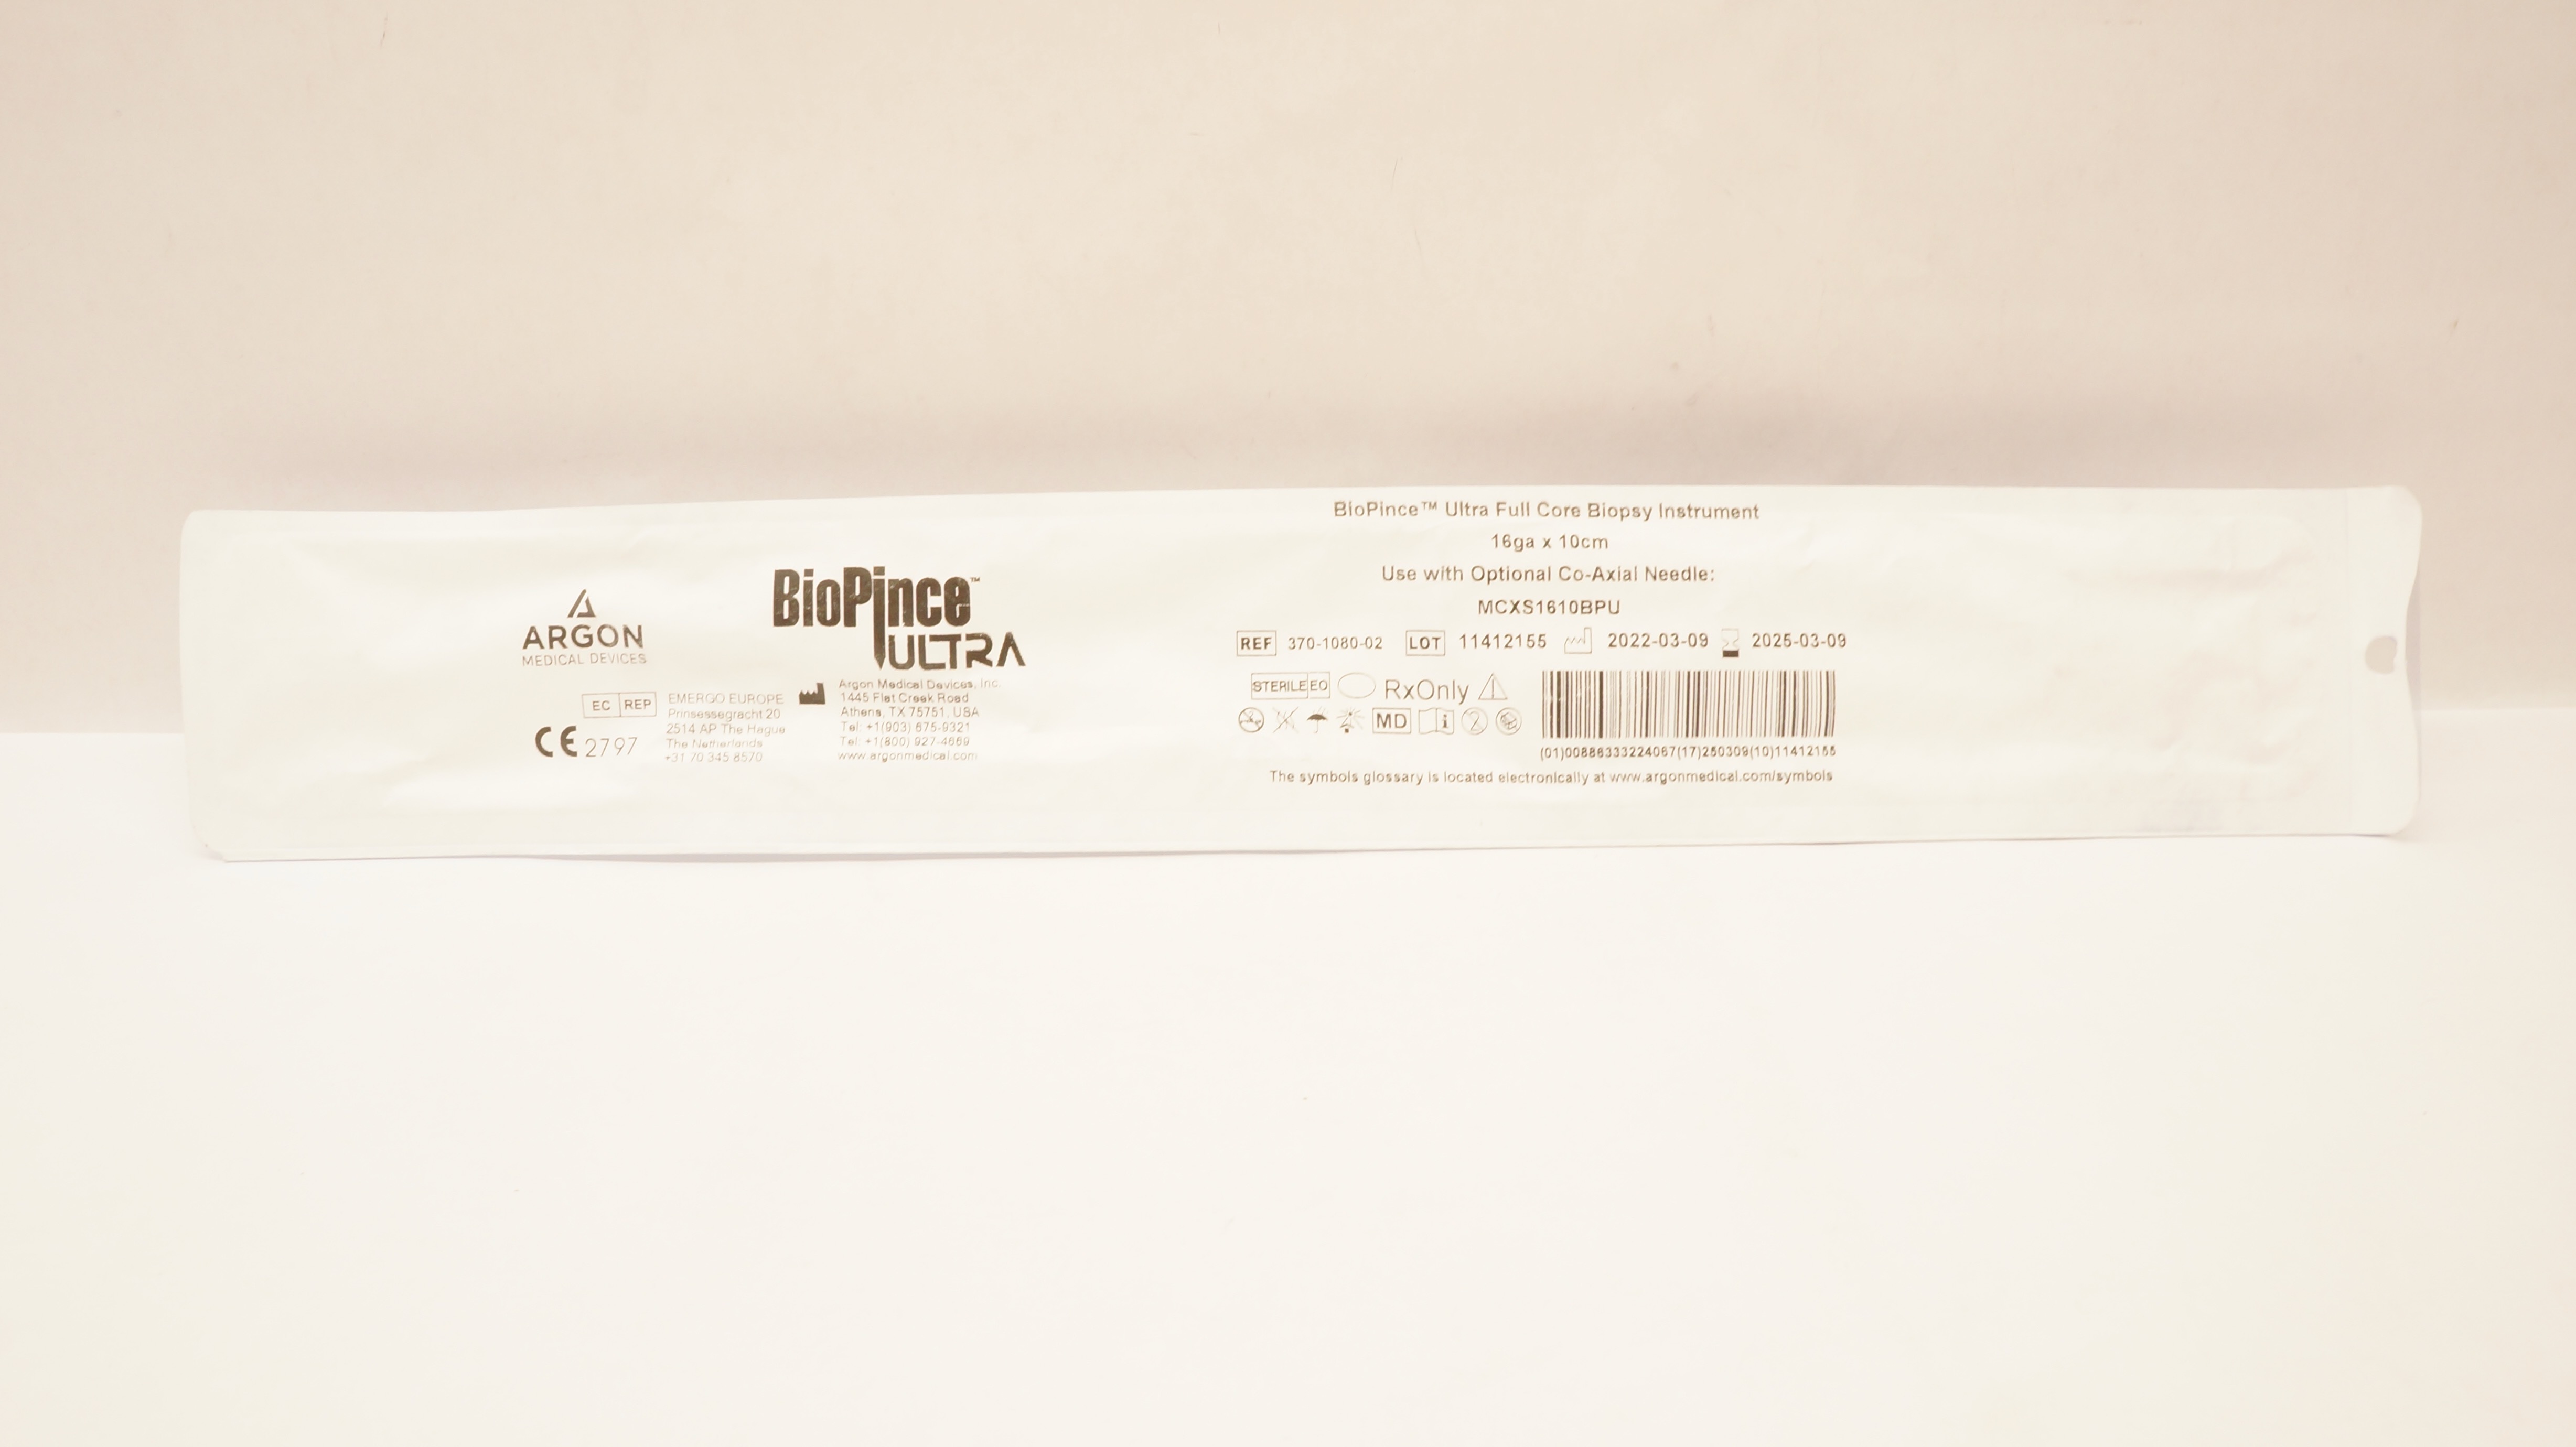 ARGON
MEDICAL DEVICES
BioPince™
ULTRA
EC REP
EMERGO EUROPE
Prinsessegracht 20
2514 AP The Hague
The Netherlands
+31 70 345 8570
CE 2797
Argon Medical Devices, Inc.
1445 Flat Creek Road
Athens, TX 75751, USA
Tel: +1(903) 675-9321
Tel: +1(800) 927-4669
www.argonmedical.com
BioPince™ Ultra Full Core Biopsy Instrument
16ga x 10cm
Use with Optional Co-Axial Needle:
MCXS1610BPU
REF 370-1080-02 LOT 11412155 2022-03-09 2025-03-09
STERILE EO RxOnly
MD i 2
(01)00886333224067(17)250309(10)11412155
The symbols glossary is located electronically at www.argonmedical.com/symbols